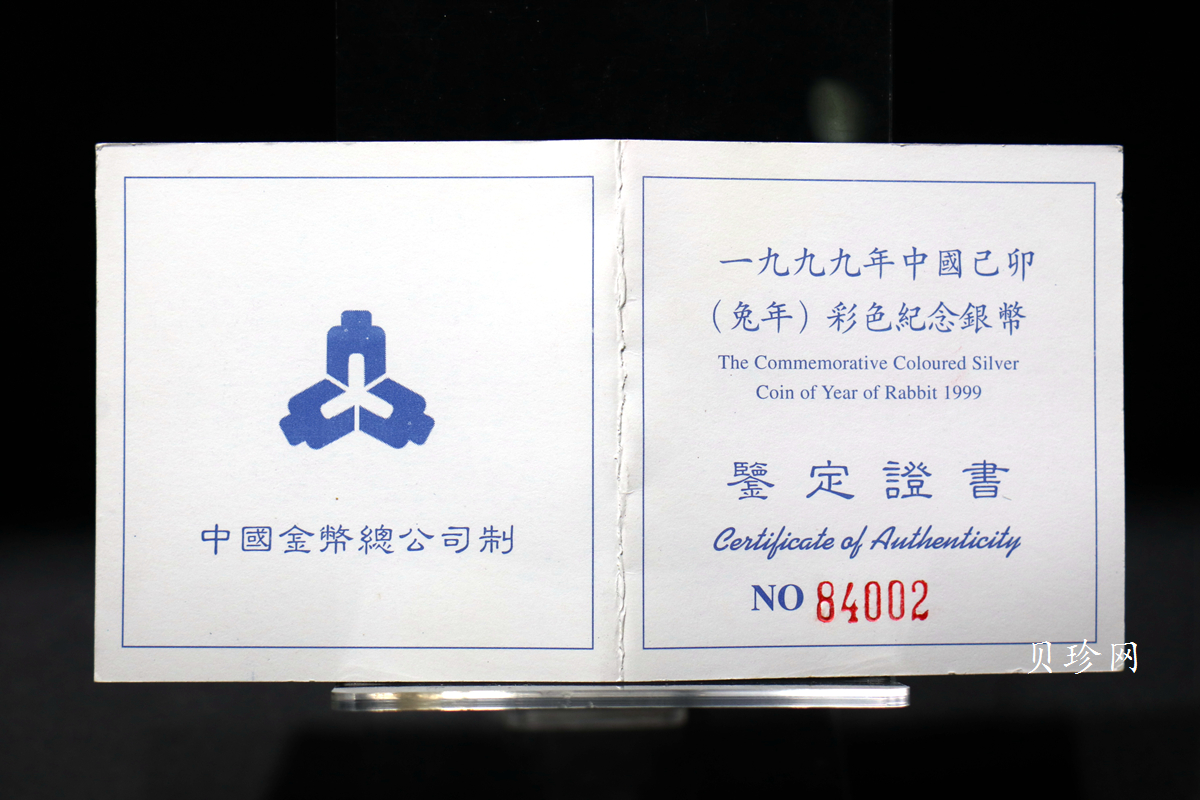 中國金幣總公司制
一九九九年中國己卯
（兔年）彩色紀念銀幣
The Commemorative Coloured Silver
Coin of Year of Rabbit 1999
鑒定證書
Certificate of Authenticity
NO 84002
贝珍网